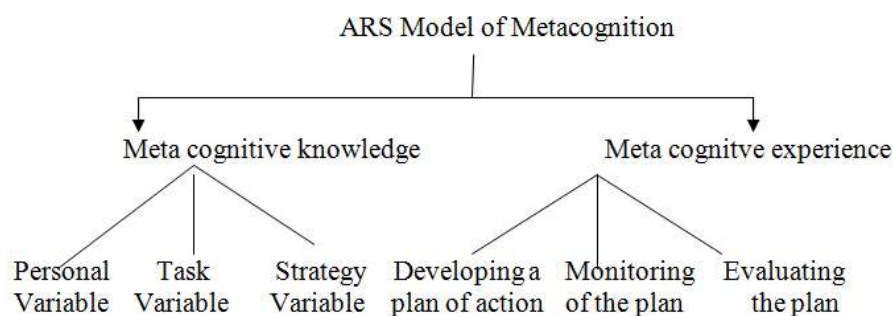 ARS Model of Metacognition
Meta cognitive knowledge
Meta cognitve experience
Personal
Variable
Task
Variable
Strategy
Variable
Developing a
plan of action
Monitoring
of the plan
Evaluating
the plan